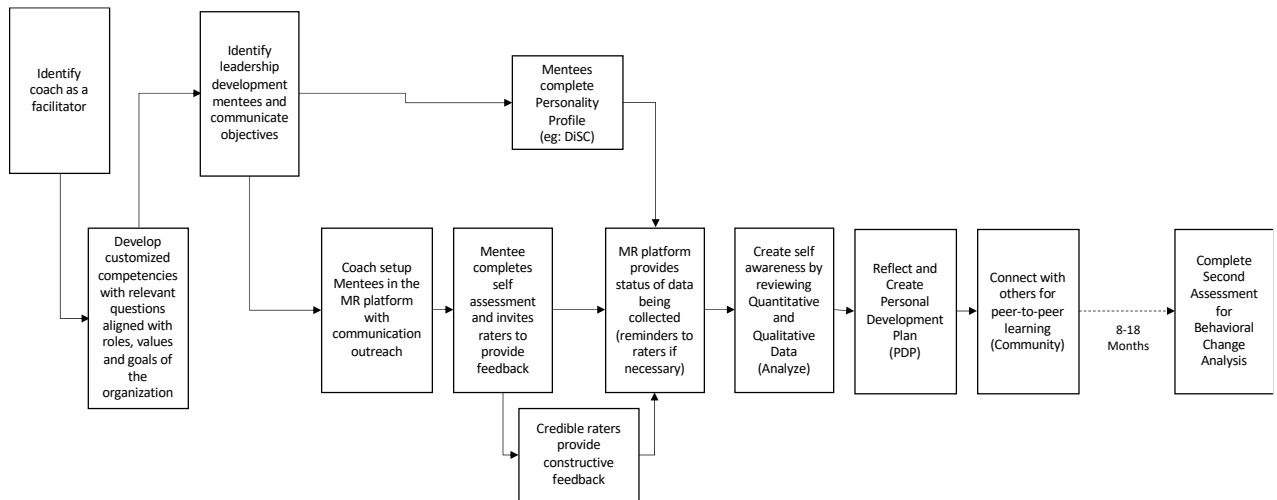 Identify
coach as a
facilitator
Develop
customized
competencies
with relevant
questions
aligned with
roles, values
and goals of
the
organization
Identify
leadership
development
mentees and
communicate
objectives
Mentees
complete
Personality
Profile
(eg: DiSC)
Coach setup
Mentees in the
MR platform
with
communication
outreach
Mentee
completes
self
assessment
and invites
raters to
provide
feedback
Credible raters
provide
constructive
feedback
MR platform
provides
status of data
being
collected
(reminders to
raters if
necessary)
Create self
awareness by
reviewing
Quantitative
and
Qualitative
Data
(Analyze)
Reflect and
Create
Personal
Development
Plan
(PDP)
Connect with
others for
peer-to-peer
learning
(Community)
8-18
Months
Complete
Second
Assessment
for
Behavioral
Change
Analysis